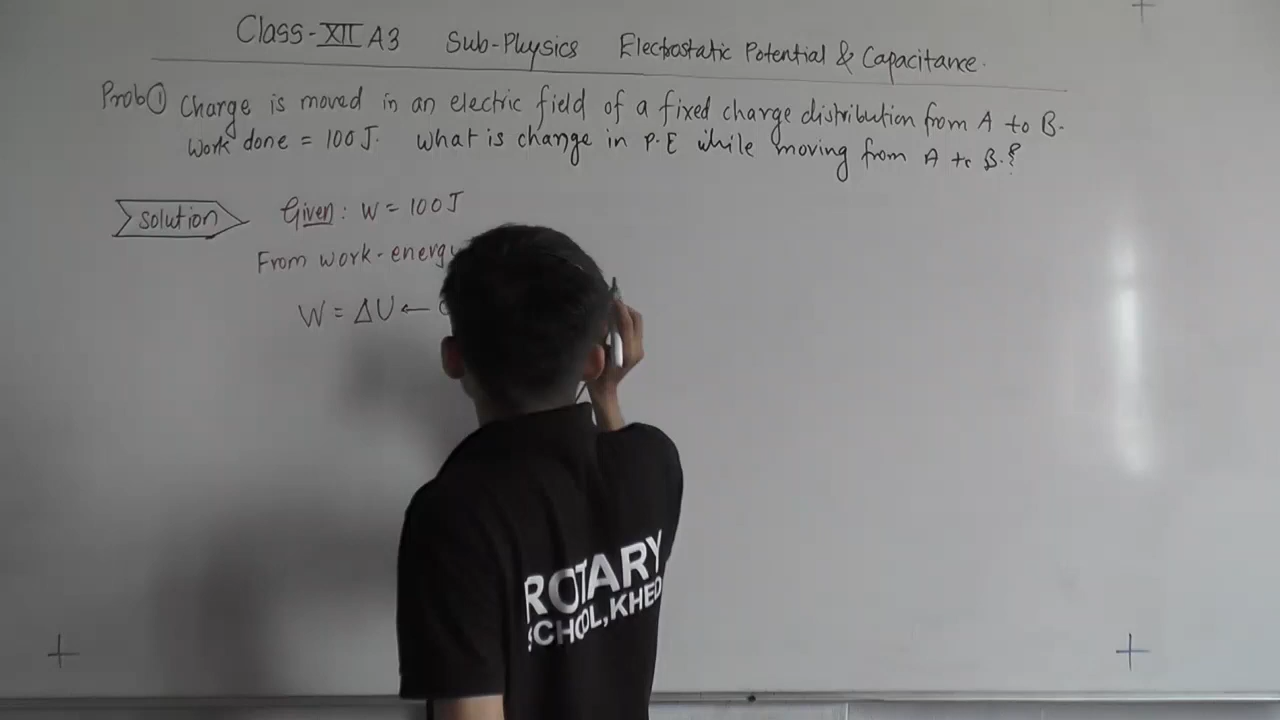 Class-XII A3 Sub-Physics Electrostatic Potential & Capacitance.
Prob① Charge is moved in an electric field of a fixed charge distribution from A to B.
Work done = 100 J. What is change in P.E while moving from A to B.?
Solution Given: W = 100 J
From work-energy
W = ΔU ←
ROTARY
SCHOOL, KHED